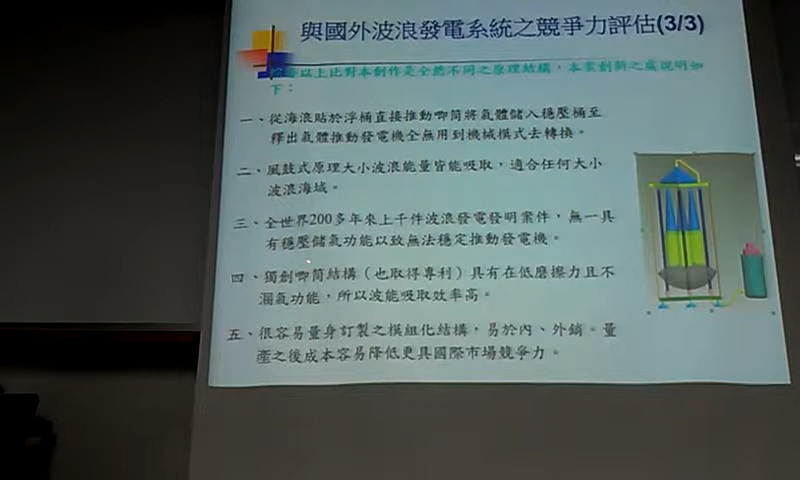 與國外波浪發電系統之競爭力評估(3/3)
以上比對本創作是全然不同之原理結構，本案創新之處說明如
下：
一、從海浪貼於浮桶直接推動唧筒將氣體儲入穩壓桶至
釋出氣體推動發電機全無用到機械模式去轉換。
二、風鼓式原理大小波浪能量皆能吸取，適合任何大小
波浪海域。
三、全世界200多年來上千件波浪發電發明案件，無一具
有穩壓儲氣功能以致無法穩定推動發電機。
四、獨創唧筒結構（也取得專利）具有在低磨擦力且不
漏氣功能，所以波能吸取效率高。
五、很容易量身訂製之模組化結構，易於內、外銷。量
產之後成本容易降低更具國際市場競爭力。